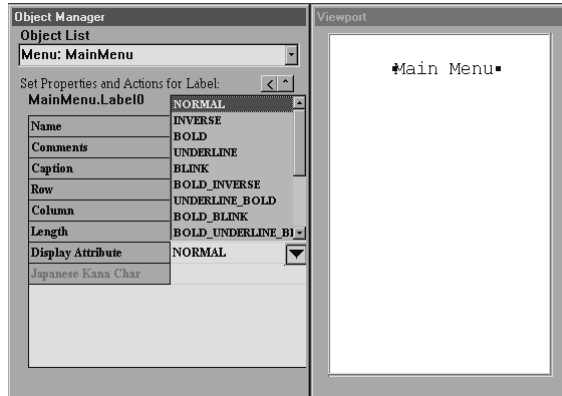 Object Manager
Object List
Menu: MainMenu
Set Properties and Actions for Label:
< ^
MainMenu.Label0
Name
Comments
Caption
Row
Column
Length
Display Attribute
Japanese Kana Char
NORMAL
INVERSE
BOLD
UNDERLINE
BLINK
BOLD_INVERSE
UNDERLINE_BOLD
BOLD_BLINK
BOLD_UNDERLINE_BI
NORMAL
Viewport
Main Menu